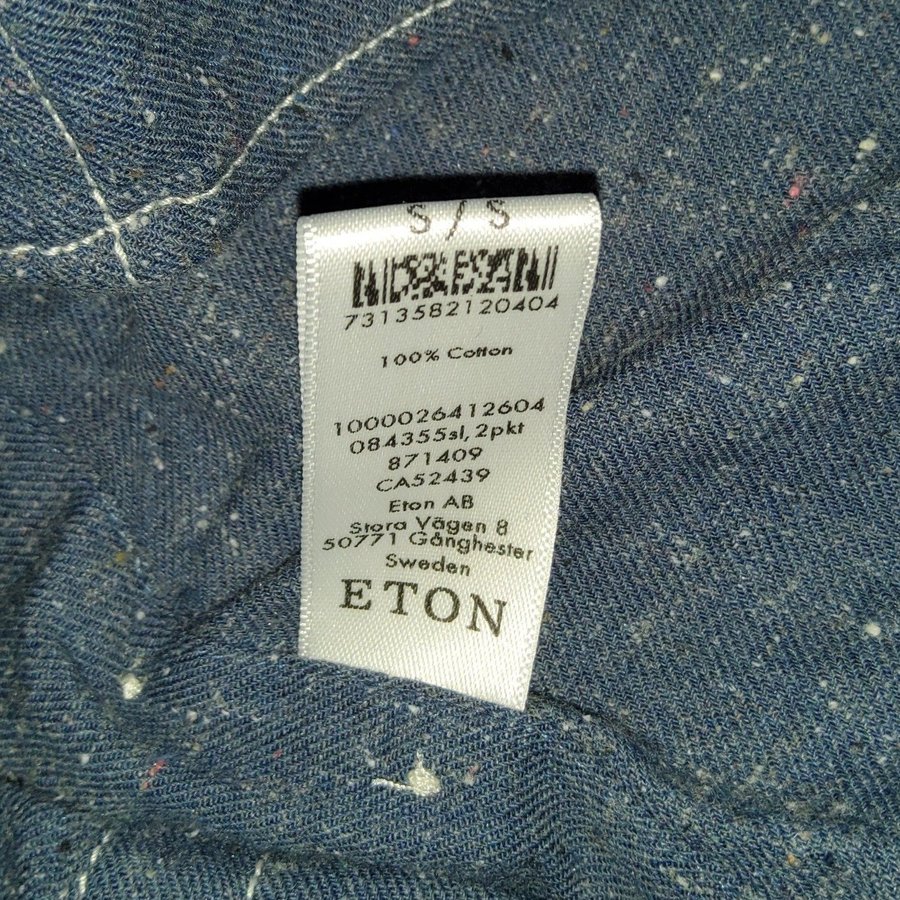 S / S
7313582120404
100% Cotton
1000026412604
084355sl, 2pkt
871409
CA52439
Eton AB
Stora Vägen 8
50771 Gånghester
Sweden
ETON